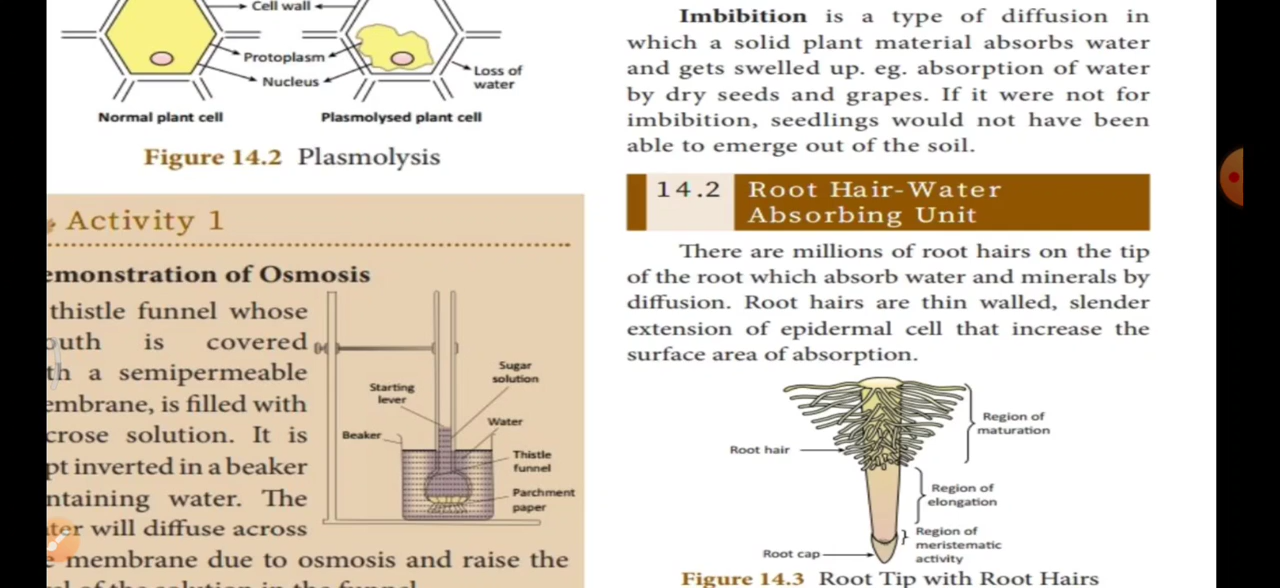 Cell wall
Protoplasm
Nucleus
Loss of
water
Normal plant cell
Plasmolysed plant cell
Figure 14.2 Plasmolysis
Activity 1
emonstration of Osmosis
thistle funnel whose
outh is covered
th a semipermeable
embrane, is filled with
crose solution. It is
pt inverted in a beaker
ntaining water. The
ter will diffuse across
membrane due to osmosis and raise the
Starting
lever
Sugar
solution
Beaker
Water
Thistle
funnel
Parchment
paper
Imbibition is a type of diffusion in
which a solid plant material absorbs water
and gets swelled up. eg. absorption of water
by dry seeds and grapes. If it were not for
imbibition, seedlings would not have been
able to emerge out of the soil.
14.2 Root Hair-Water
Absorbing Unit
There are millions of root hairs on the tip
of the root which absorb water and minerals by
diffusion. Root hairs are thin walled, slender
extension of epidermal cell that increase the
surface area of absorption.
Region of
maturation
Root hair
Region of
elongation
Region of
meristematic
activity
Root cap
Figure 14.3 Root Tip with Root Hairs